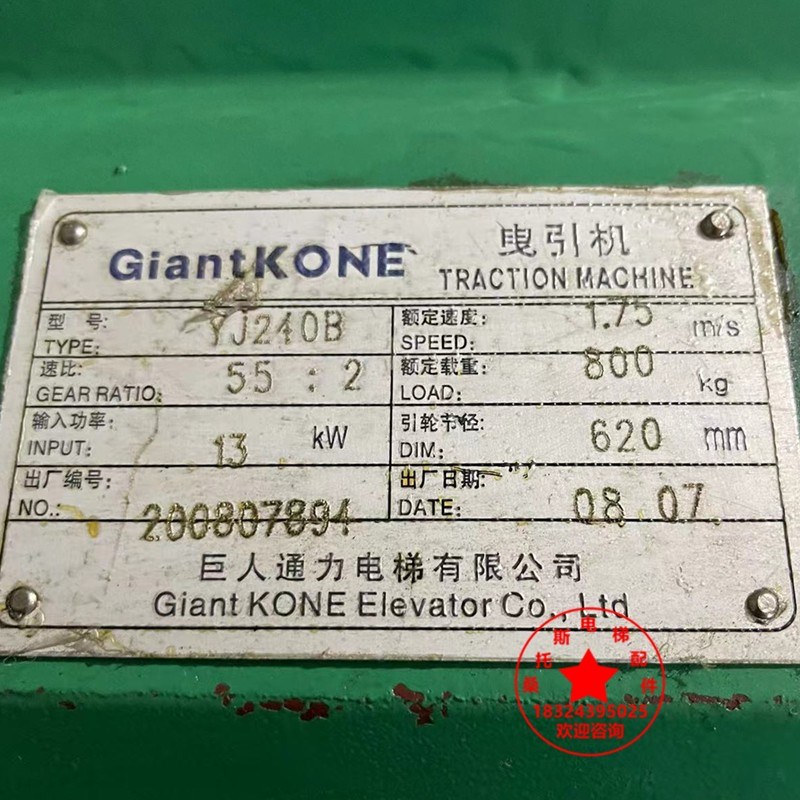 GiantKONE
曳引机
TRACTION MACHINE
型 号:
TYPE:
YJ240B
额定速度:
SPEED:
1.75 m/s
速比:
GEAR RATIO:
55 : 2
额定载重:
LOAD:
800 kg
输入功率:
INPUT:
13 kW
引轮节径:
DIM:
620 mm
出厂编号:
NO.:
200807894
出厂日期:
DATE:
08 07
巨人通力电梯有限公司
Giant KONE Elevator Co., Ltd
桑托斯电梯配件
18324395025
欢迎咨询